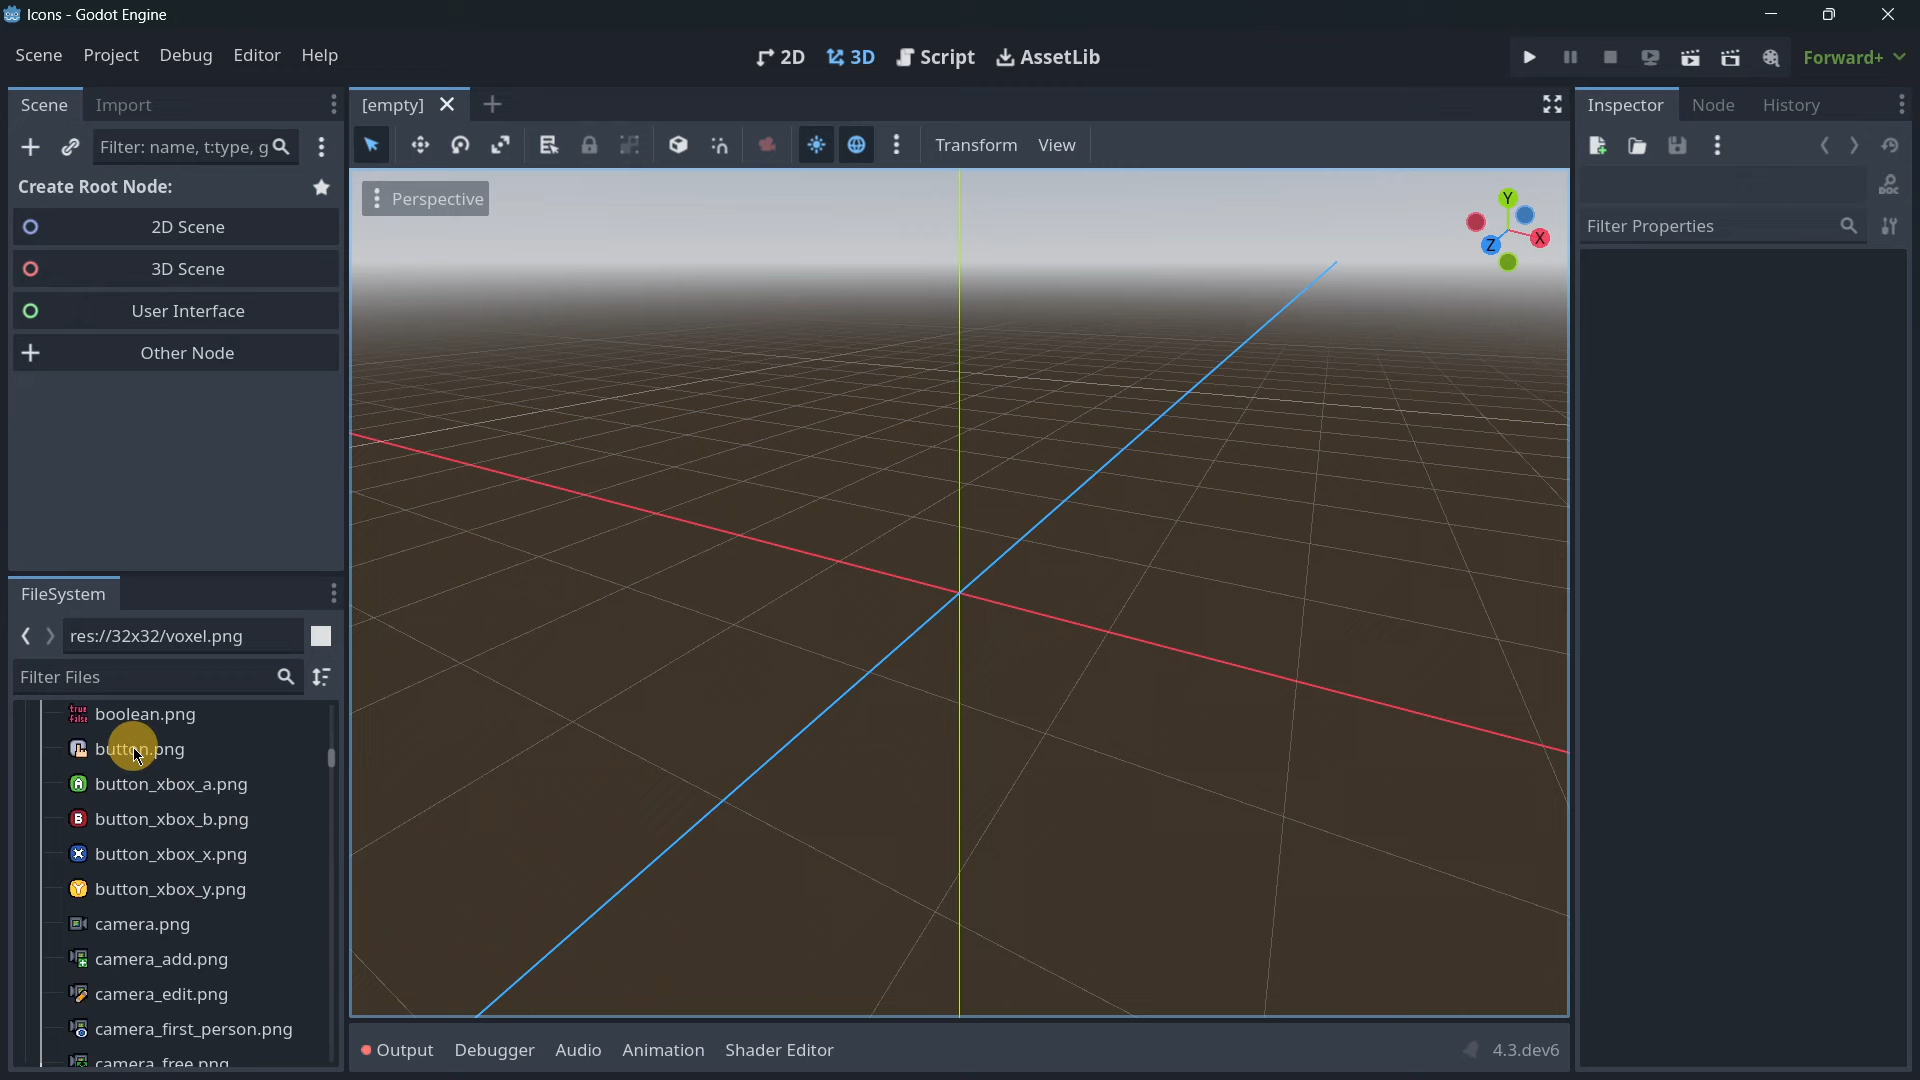 Icons - Godot Engine
Scene Project Debug Editor Help
2D 3D Script AssetLib
Forward+
Scene Import
[empty]
Inspector Node History
Filter: name, t:type, g
Transform View
DOC
Create Root Node:
Perspective
Y
X
Z
Filter Properties
2D Scene
3D Scene
User Interface
Other Node
FileSystem
res://32x32/voxel.png
Filter Files
true
false
boolean.png
button.png
A
button_xbox_a.png
B
button_xbox_b.png
X
button_xbox_x.png
Y
button_xbox_y.png
camera.png
camera_add.png
camera_edit.png
camera_first_person.png
camera_free.png
Output Debugger Audio Animation Shader Editor
4.3.dev6